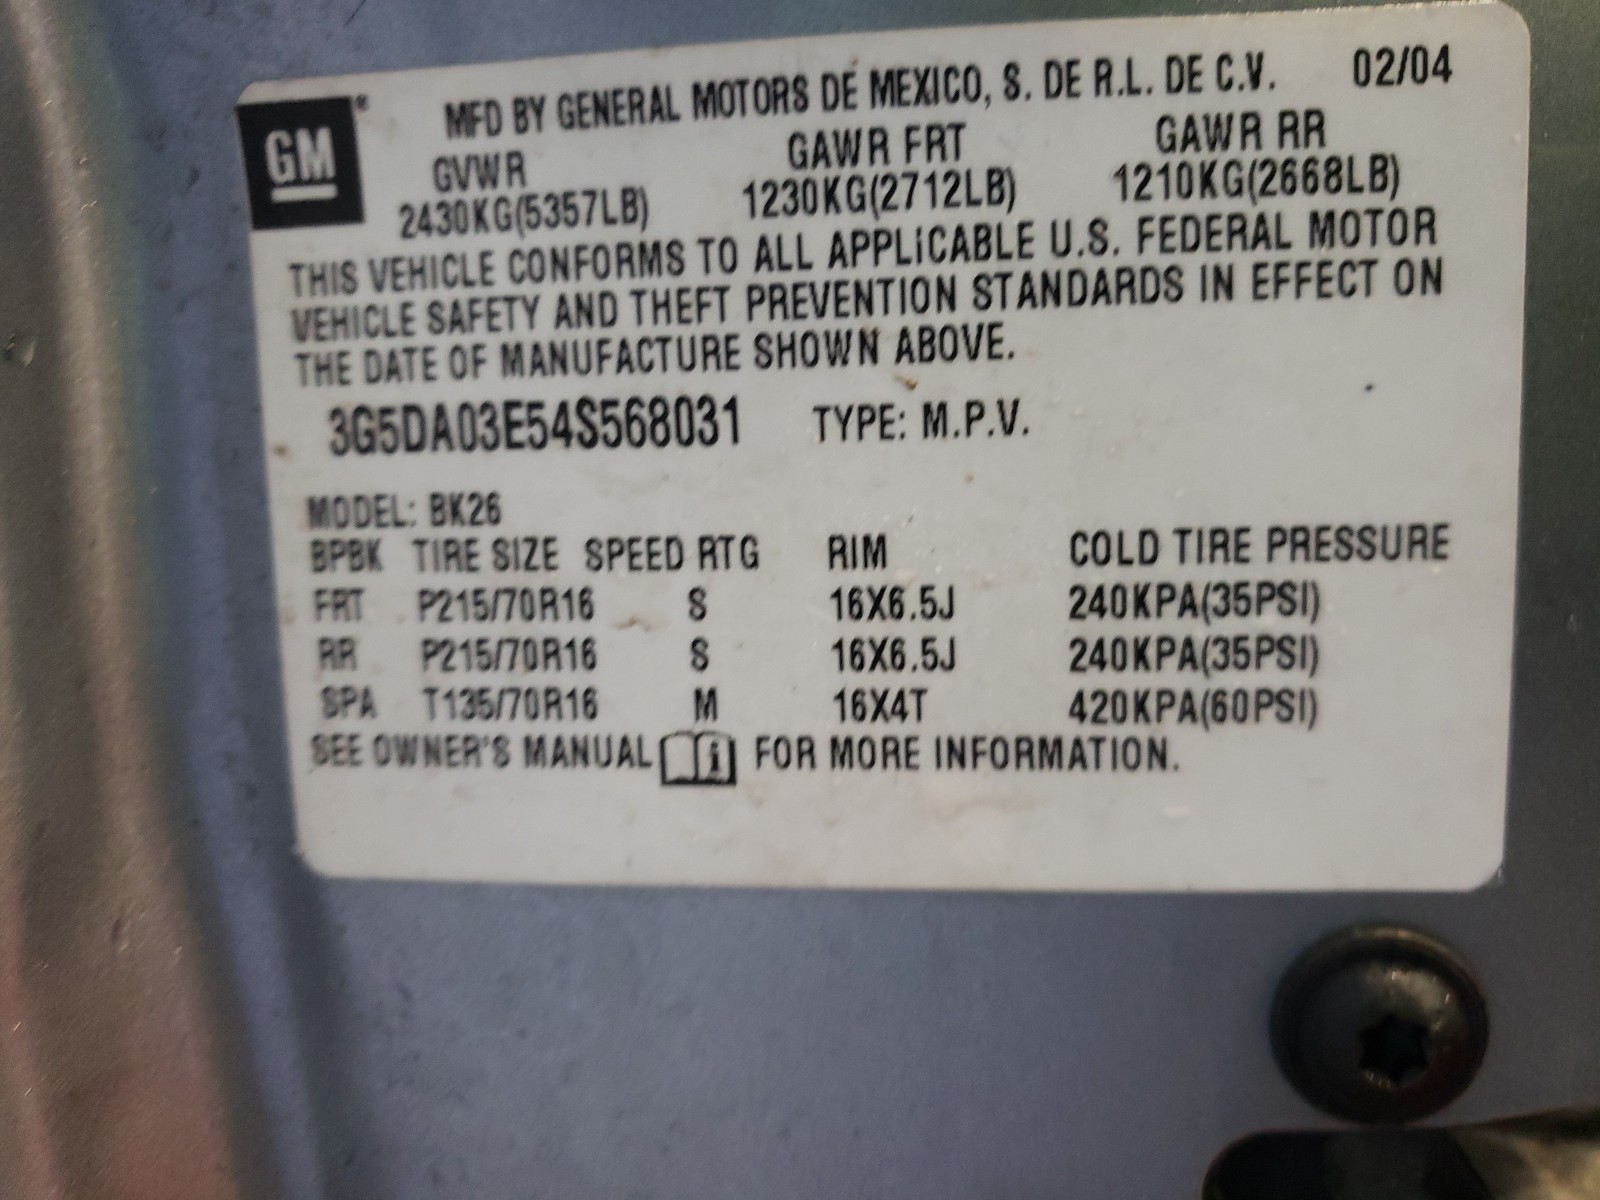 GM ® MFD BY GENERAL MOTORS DE MEXICO, S. DE R.L. DE C.V. 02/04
GVWR GAWR FRT GAWR RR
2430KG(5357LB) 1230KG(2712LB) 1210KG(2668LB)
THIS VEHICLE CONFORMS TO ALL APPLiCABLE U.S. FEDERAL MOTOR
VEHICLE SAFETY AND THEFT PREVENTION STANDARDS IN EFFECT ON
THE DATE OF MANUFACTURE SHOWN ABOVE.
3G5DA03E54S568031 TYPE: M.P.V.
MODEL: BK26
BPBK TIRE SIZE SPEED RTG RIM COLD TIRE PRESSURE
FRT P215/70R16 S 16X6.5J 240KPA(35PSI)
RR P215/70R16 S 16X6.5J 240KPA(35PSI)
SPA T135/70R16 M 16X4T 420KPA(60PSI)
SEE OWNER'S MANUAL i FOR MORE INFORMATION.